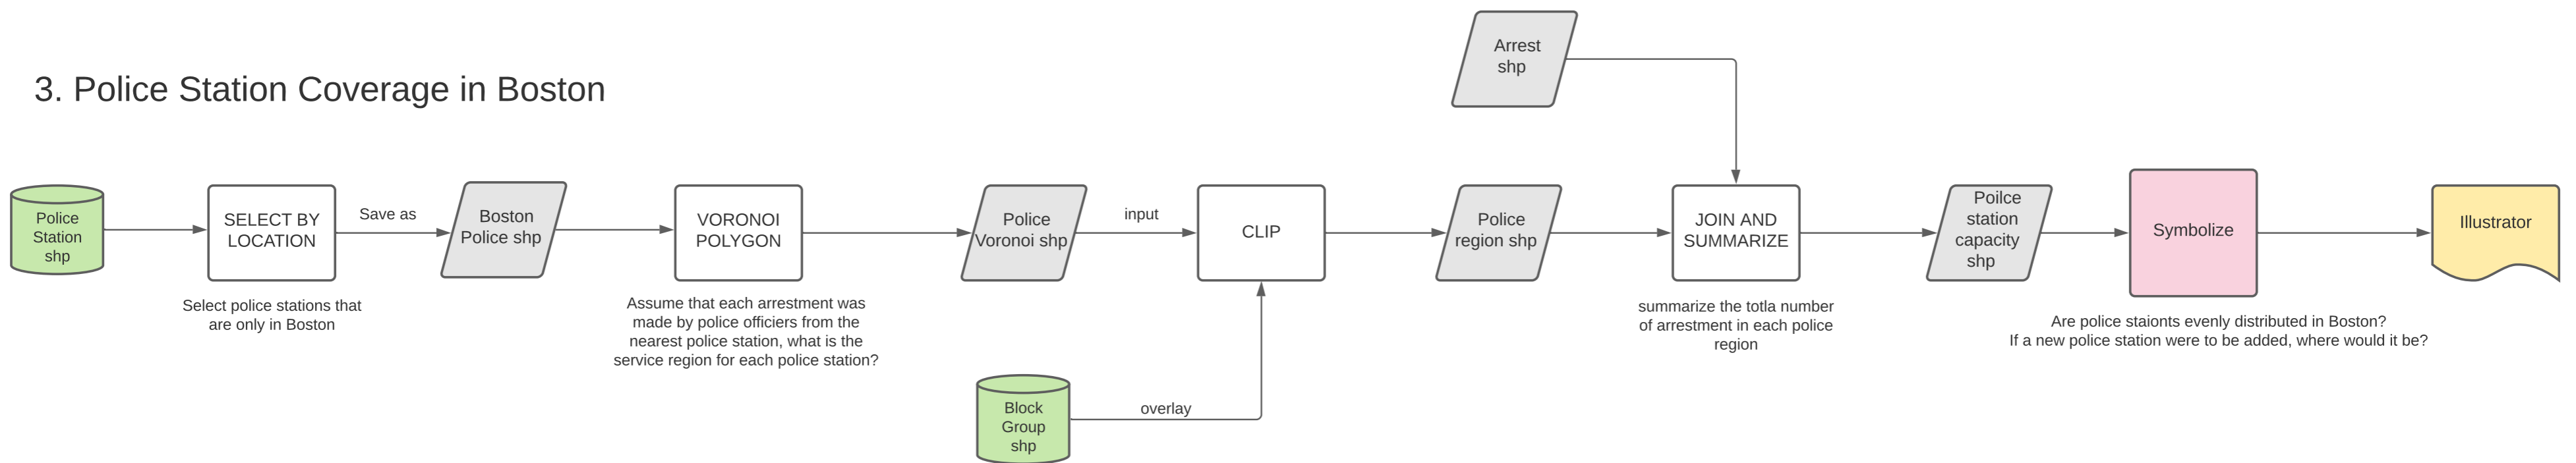 3. Police Station Coverage in Boston
Arrest
shp
Police
Station
shp
SELECT BY
LOCATION
Select police stations that
are only in Boston
Save as
Boston
Police shp
VORONOI
POLYGON
Assume that each arrestment was
made by police officiers from the
nearest police station, what is the
service region for each police station?
Police
Voronoi shp
input
CLIP
Block
Group
shp
overlay
Police
region shp
JOIN AND
SUMMARIZE
summarize the totla number
of arrestment in each police
region
Poilce
station
capacity
shp
Symbolize
Are police staionts evenly distributed in Boston?
If a new police station were to be added, where would it be?
Illustrator